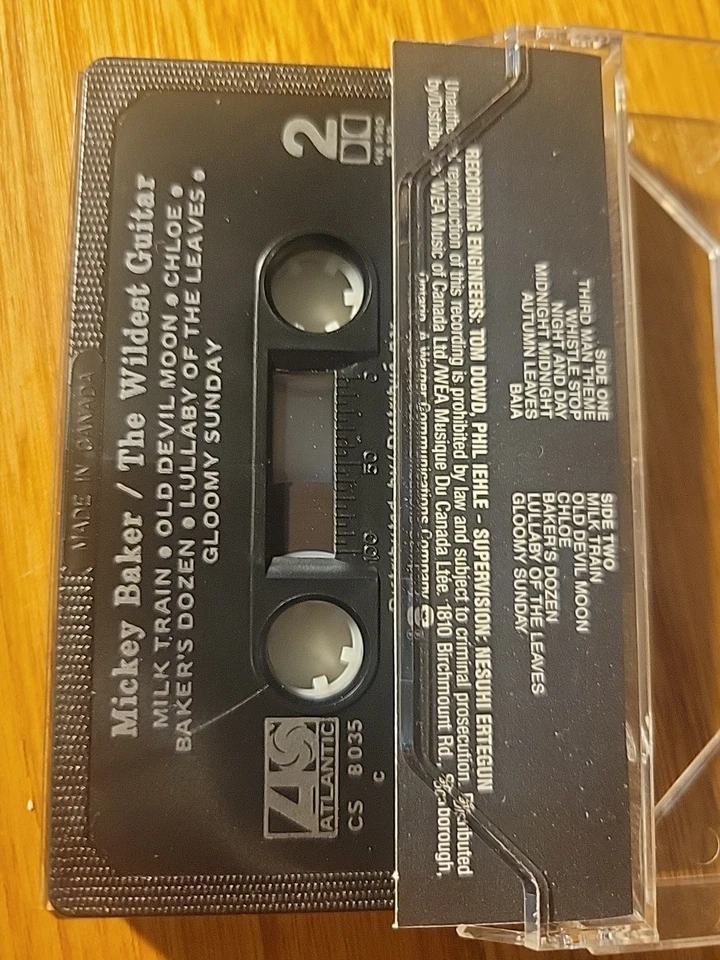 Mickey Baker / The Wildest Guitar
MILK TRAIN • OLD DEVIL MOON • CHLOE •
BAKER'S DOZEN • LULLABY OF THE LEAVES •
GLOOMY SUNDAY
2
MADE IN CANADA
0 50 100
ATLANTIC
CS 8035
C
SIDE ONE
THIRD MAN THEME
WHISTLE STOP
NIGHT AND DAY
MIDNIGHT MIDNIGHT
AUTUMN LEAVES
BAIA
SIDE TWO
MILK TRAIN
OLD DEVIL MOON
CHLOE
BAKER'S DOZEN
LULLABY OF THE LEAVES
GLOOMY SUNDAY
RECORDING ENGINEERS: TOM DOWD, PHIL IEHLE - SUPERVISION: NESUHI ERTEGUN
reproduction of this recording is prohibited by law and subject to criminal prosecution. Distributed
WEA Music of Canada Ltd./WEA Musique Du Canada Ltée. 1810 Birchmount Rd., Scarborough,
A Warner Communications Company